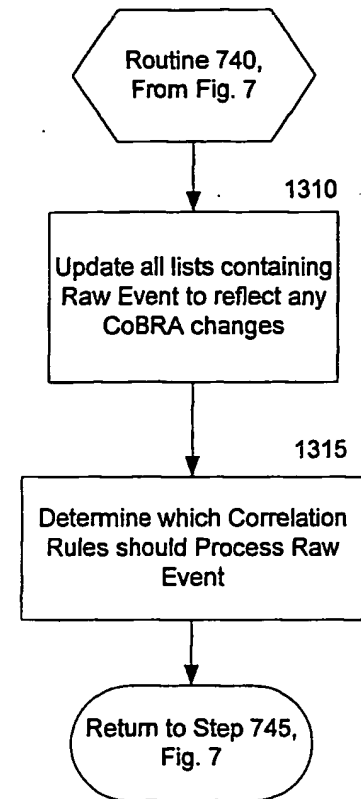 Routine 740,
From Fig. 7
1310
Update all lists containing
Raw Event to reflect any
CoBRA changes
1315
Determine which Correlation
Rules should Process Raw
Event
Return to Step 745,
Fig. 7